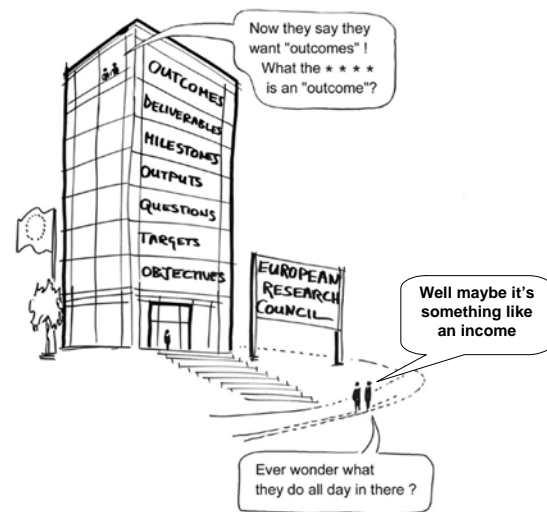 Now they say they
want "outcomes" !
What the * * * *
is an "outcome"?
OUTCOMES
DELIVERABLES
MILESTONES
OUTPUTS
QUESTIONS
TARGETS
OBJECTIVES
EUROPEAN
RESEARCH
COUNCIL
Well maybe it's
something like
an income
Ever wonder what
they do all day in there ?